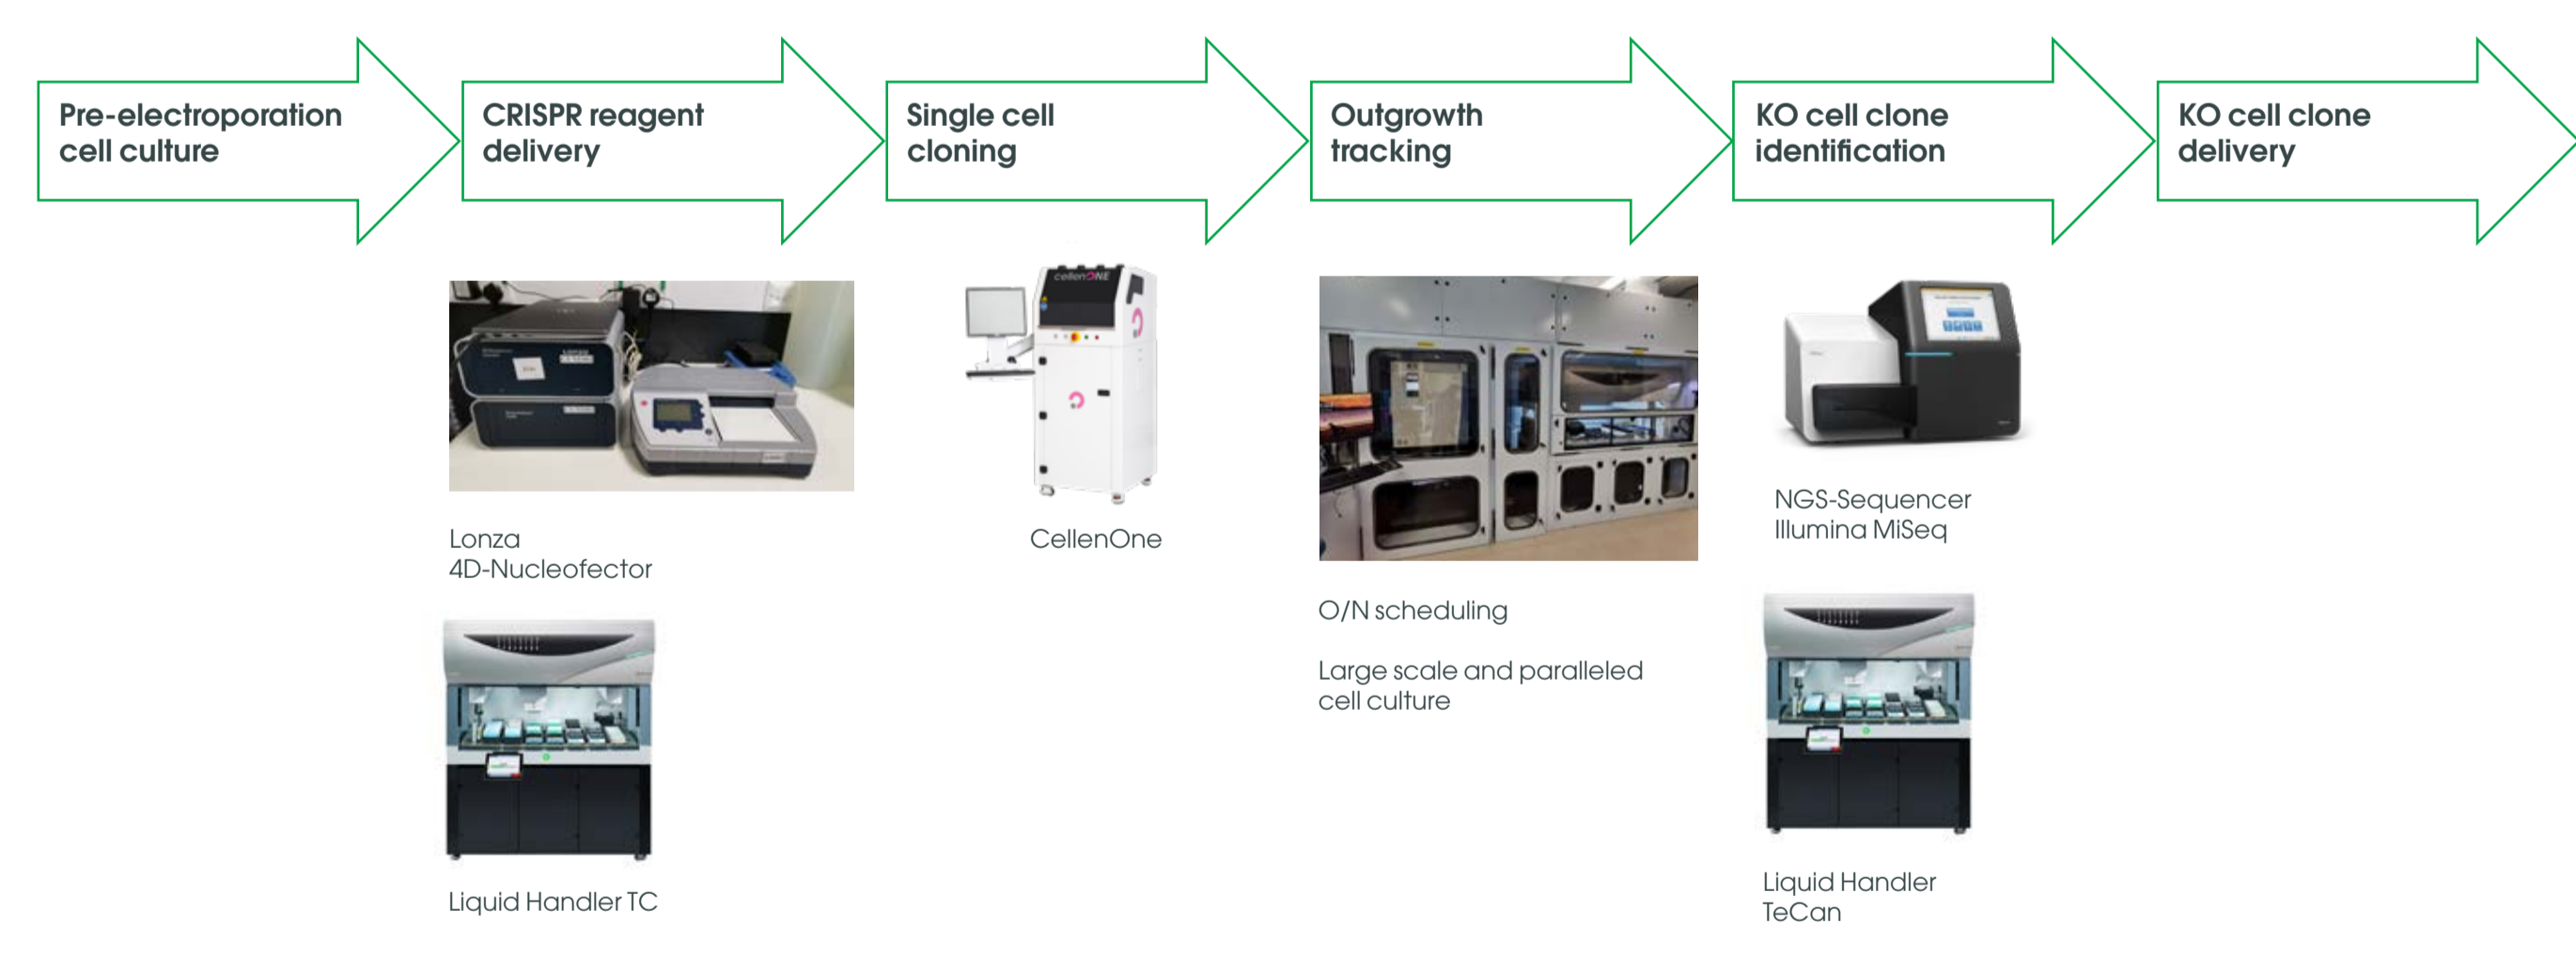 Pre-electroporation
cell culture
CRISPR reagent
delivery
Single cell
cloning
Outgrowth
tracking
KO cell clone
identification
KO cell clone
delivery
cellenONE
Lonza
4D-Nucleofector
Liquid Handler TC
CellenOne
O/N scheduling
Large scale and paralleled
cell culture
NGS-Sequencer
Illumina MiSeq
Liquid Handler
TeCan